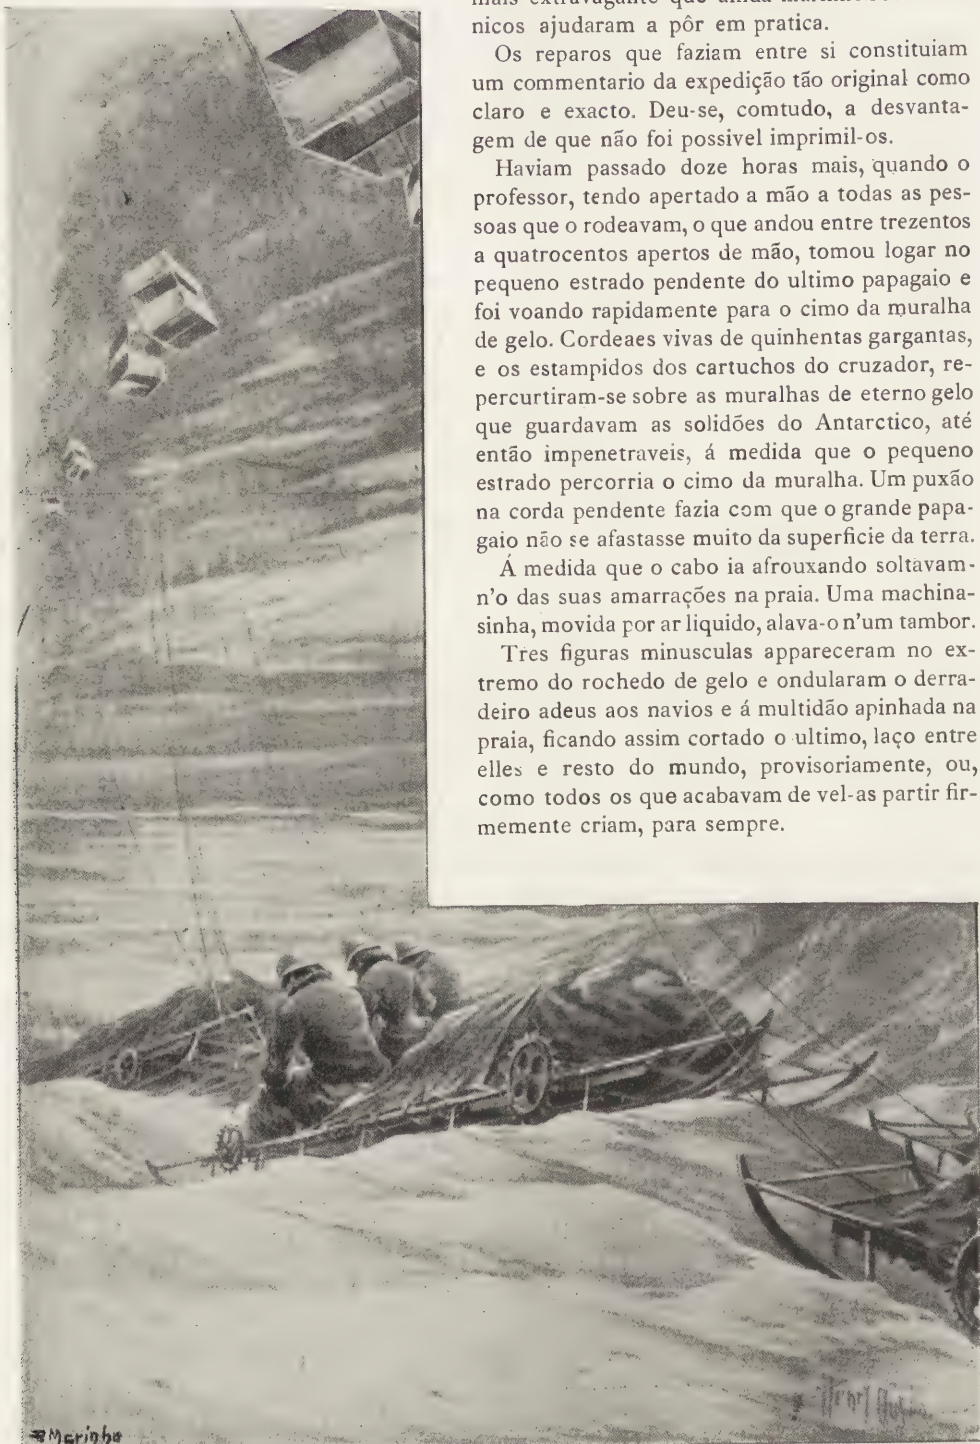 mais extravagante que ainda
nicos ajudaram a pôr em pratica.
Os reparos que faziam entre si constituiam
um commentario da expedição tão original como
claro e exacto. Deu-se, comtudo, a desvanta-
gem de que não foi possivel imprimil-os.
Haviam passado doze horas mais, quando o
professor, tendo apertado a mão a todas as pes-
soas que o rodeavam, o que andou entre trezentos
a quatrocentos apertos de mão, tomou logar no
pequeno estrado pendente do ultimo papagaio e
foi voando rapidamente para o cimo da muralha
de gelo. Cordeaes vivas de quinhentas gargantas,
e os estampidos dos cartuchos do cruzador, re-
percurtiram-se sobre as muralhas de eterno gelo
que guardavam as solidões do Antarctico, até
então impenetraveis, á medida que o pequeno
estrado percorria o cimo da muralha. Um puxão
na corda pendente fazia com que o grande papa-
gaio não se afastasse muito da superficie da terra.
Á medida que o cabo ia afrouxando soltavam-
n'o das suas amarrações na praia. Uma machina-
sinha, movida por ar liquido, alava-o n'um tambor.
Tres figuras minusculas appareceram no ex-
tremo do rochedo de gelo e ondularam o derra-
deiro adeus aos navios e á multidão apinhada na
praia, ficando assim cortado o ultimo, laço entre
elles e resto do mundo, provisoriamente, ou,
como todos os que acabavam de vel-as partir fir-
memente criam, para sempre.
Marinho